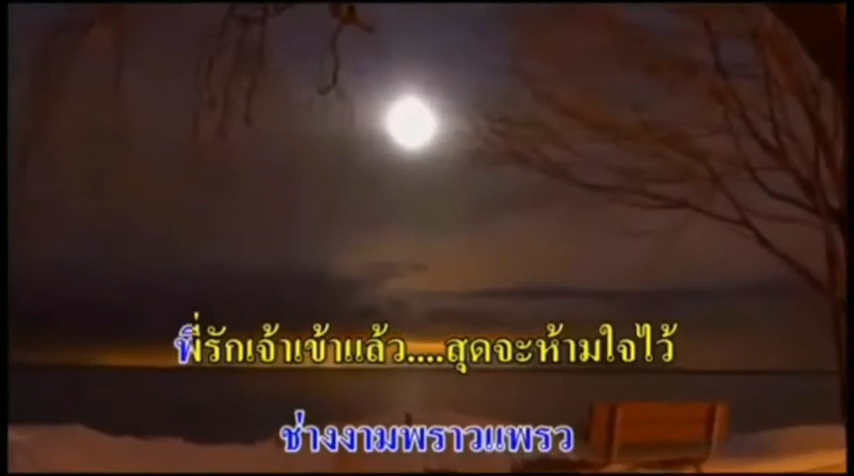 พี่รักเจ้าเข้าแล้ว....สุดจะห้ามใจไว้
ช่างงามพราวแพรว